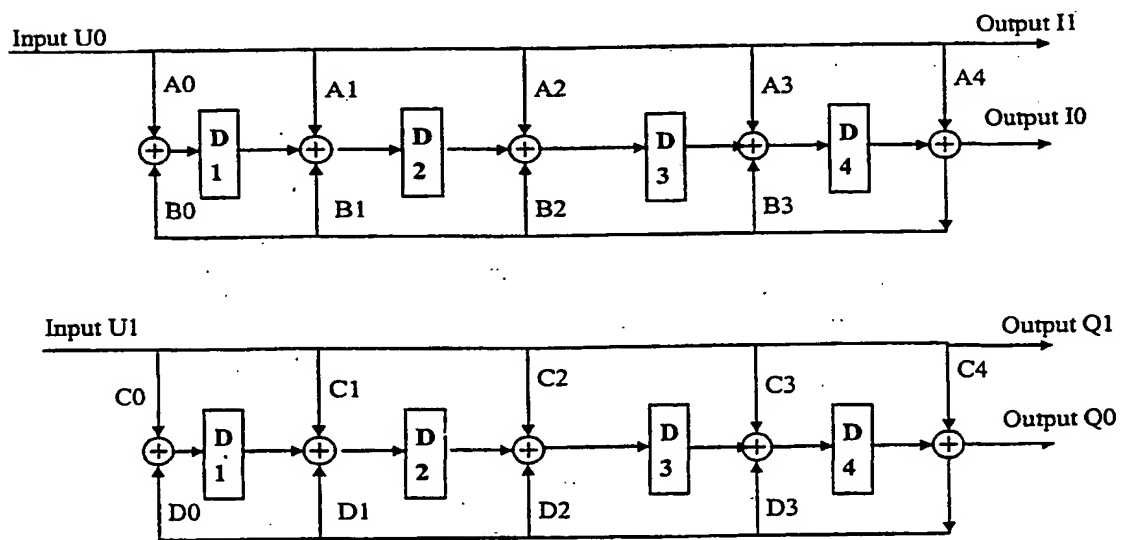 Input U0
Output I1
A0
A1
A2
A3
A4
Output I0
D
1
D
2
D
3
D
4
B0
B1
B2
B3
Input U1
Output Q1
C0
C1
C2
C3
C4
Output Q0
D
1
D
2
D
3
D
4
D0
D1
D2
D3